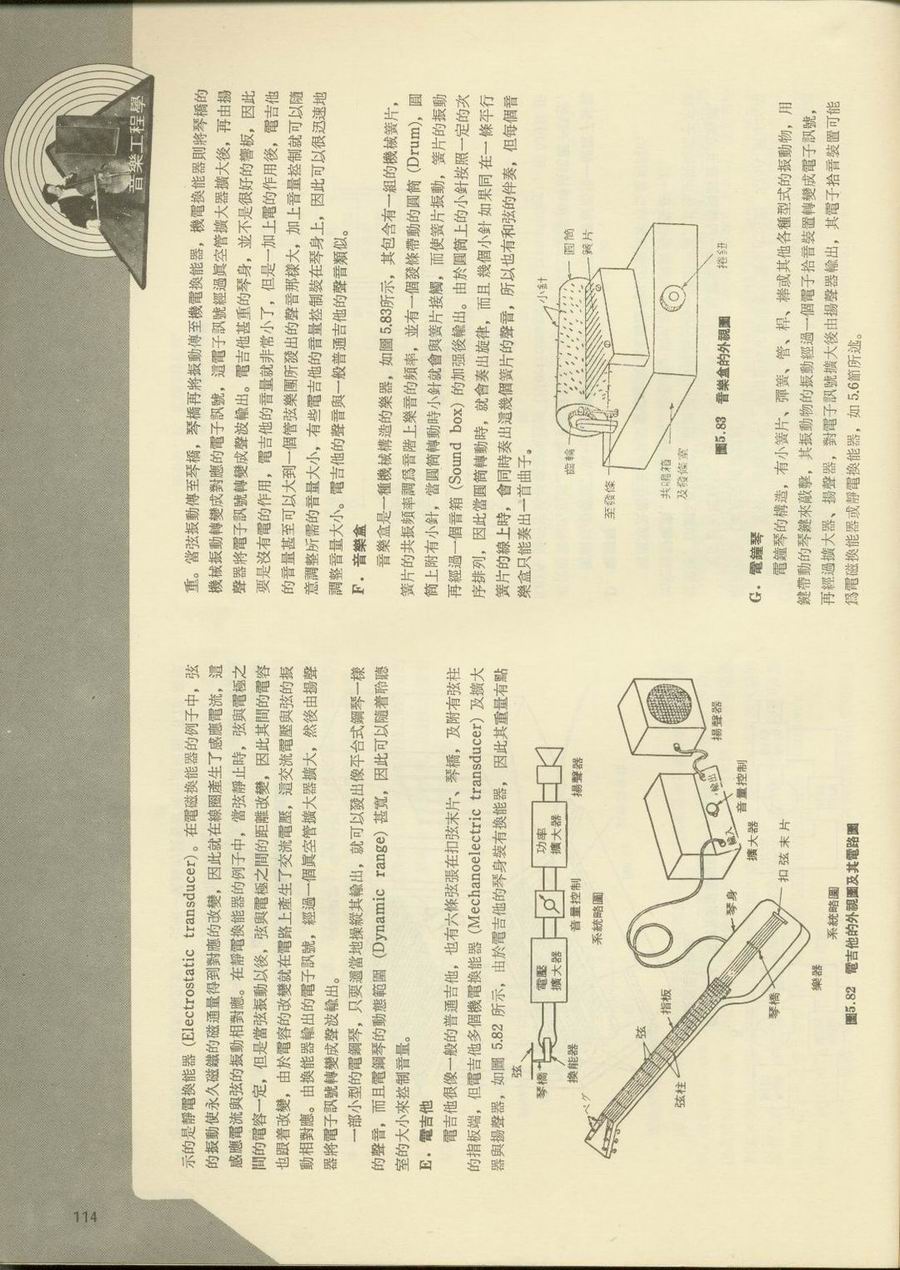 音樂工程學
示的是靜電換能器 (Electrostatic transducer)。在電磁換能器的例子中，弦
的振動使永久磁鐵的磁通量得到對應的改變，因此就在線圈產生了感應電流，這
感應電流與弦的振動相對應。在靜電換能器的例子中，當弦靜止時，弦與電極之
間的電容一定，但是當弦振動以後，弦與電極之間的距離改變，因此其間的電容
也跟着改變，由於電容的改變就在電路上產生了交流電壓，這交流電壓與弦的振
動相對應。由換能器輸出的電子訊號，經過一個眞空管擴大器擴大，然後由揚聲
器將電子訊號轉變成聲波輸出。
一部小型的電鋼琴，只要適當地操縱其輸出，就可以發出像平台式鋼琴一樣
的聲音，而且電鋼琴的動態範圍 (Dynamic range) 甚寬，因此可以隨着聆聽
室的大小來控制音量。
E．電吉他
電吉他很像一般的普通吉他，也有六條弦張在扣弦末片、琴橋，及附有弦柱
的指板端，但電吉他多個機電換能器 (Mechanoelectric transducer) 及擴大
器與揚聲器，如圖 5.82 所示，由於電吉他的琴身裝有換能器，因此其重量有點
弦
琴橋
換能器
電壓
擴大器
音量控制
功率
擴大器
揚聲器
系統略圖
ペグ
弦柱
弦
指板
琴橋
琴身
扣弦末片
輸入
輸出
音量控制
擴大器
揚聲器
樂器
系統略圖
圖5.82 電吉他的外視圖及其電路圖
重。當弦振動傳至琴橋，琴橋再將振動傳至機電換能器，機電換能器則將琴橋的
機械振動轉變成對應的電子訊號，這電子訊號經過眞空管擴大器擴大後，再由揚
聲器將電子訊號轉變成聲波輸出。電吉他甚重的琴身，並不是很好的響板，因此
要是沒有電的作用，電吉他的音量就非常小了，但是一加上電的作用後，電吉他
的音量甚至可以大到一個管弦樂團所發出的聲音那樣大，加上音量控制就可以隨
意調整所需的音量大小，有些電吉他的音量控制裝在琴身上，因此可以很迅速地
調整音量大小。電吉他的聲音與一般普通吉他的聲音類似。
F．音樂盒
音樂盒是一種機械構造的樂器，如圖 5.83所示，其包含有一組的機械簧片，
簧片的共振頻率調爲音階上樂音的頻率，並有一個發條帶動的圓筒 (Drum)，圓
筒上附有小針，當圓筒轉動時小針就會與簧片接觸，而使簧片振動，簧片的振動
再經過一個音箱 (Sound box) 的加强後輸出。由於圓筒上的小針按照一定的次
序排列，因此當圓筒轉動時，就會奏出旋律，而且幾個小針如果同在一條平行
簧片的線上時，會同時奏出這幾個簧片的聲音，所以也有和弦的伴奏，但每個音
樂盒只能奏出一首曲子。
小針
圓筒
簧片
齒輪
至發條
共鳴箱
及發條室
捲鈕
圖5.83 音樂盒的外視圖
G．電鐘琴
電鐘琴的構造，有小簧片、彈簧、管、桿、棒或其他各種型式的振動物，用
鍵帶動的琴鍵來敲擊，其振動物的振動經過一個電子拾音裝置轉變成電子訊號，
再經過擴大器、揚聲器，對電子訊號擴大後由揚聲器輸出，其電子拾音裝置可能
爲電磁換能器或靜電換能器，如 5.6節所述。
114